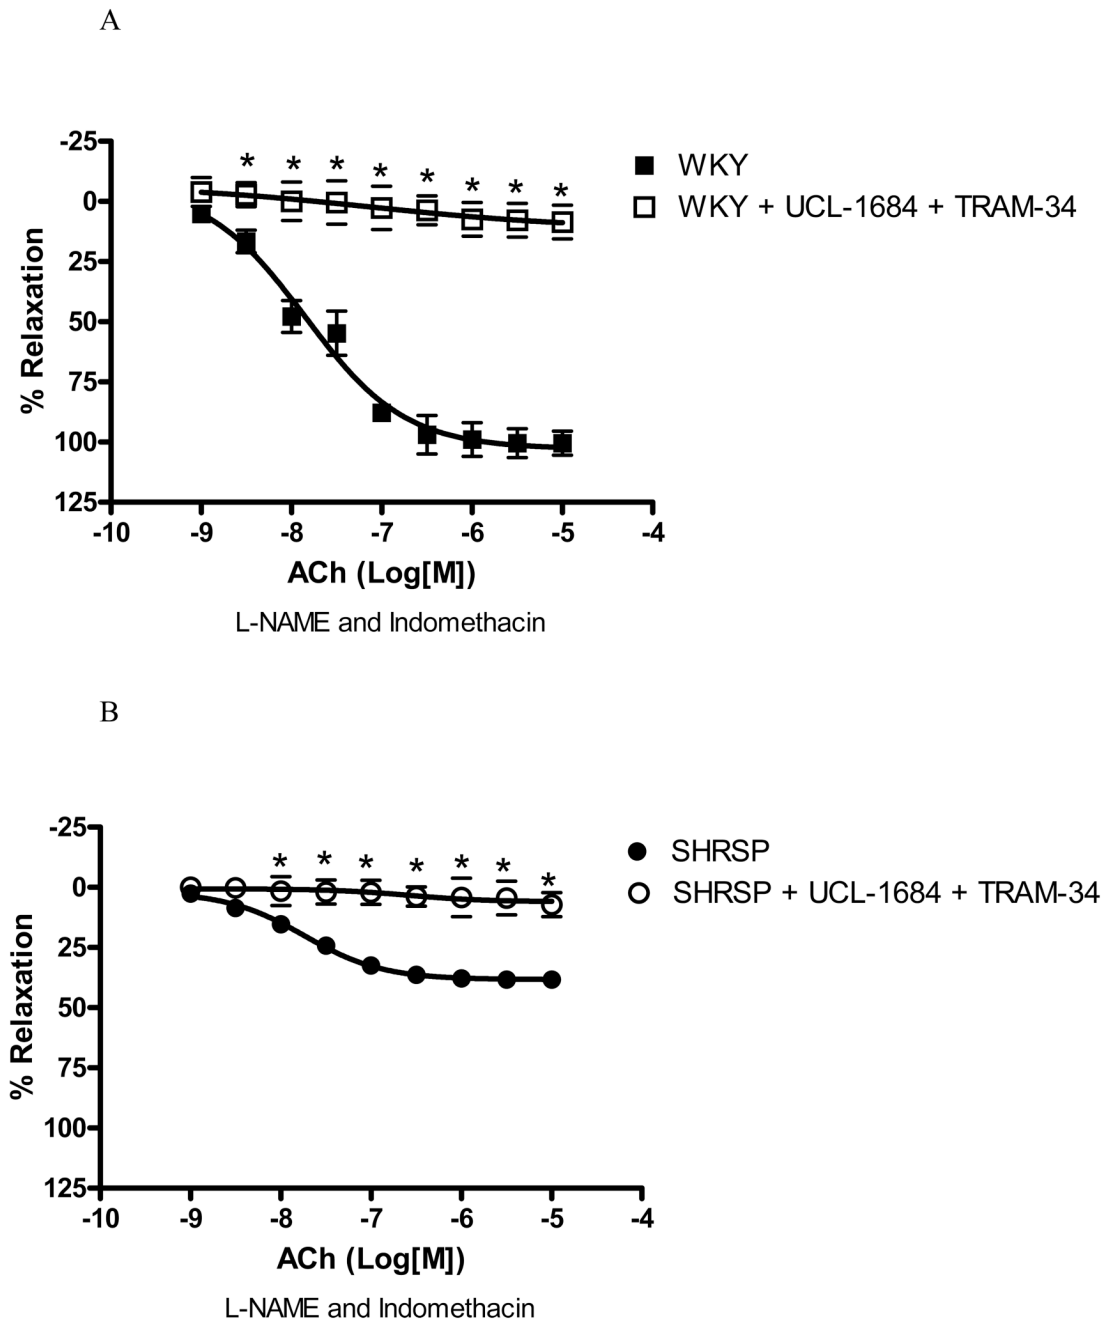 A
-25
0
25
50
75
100
125
% Relaxation
* * * * * * * *
-10 -9 -8 -7 -6 -5 -4
ACh (Log[M])
L-NAME and Indomethacin
WKY
WKY + UCL-1684 + TRAM-34
B
-25
0
25
50
75
100
125
% Relaxation
* * * * * * *
-10 -9 -8 -7 -6 -5 -4
ACh (Log[M])
L-NAME and Indomethacin
SHRSP
SHRSP + UCL-1684 + TRAM-34